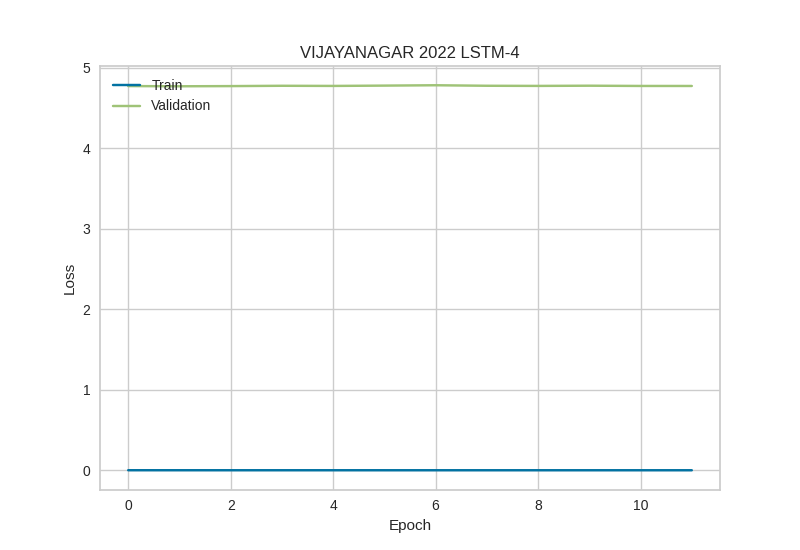 VIJAYANAGAR 2022 LSTM-4
Train
Validation
5
4
3
2
1
0
Loss
0 2 4 6 8 10
Epoch